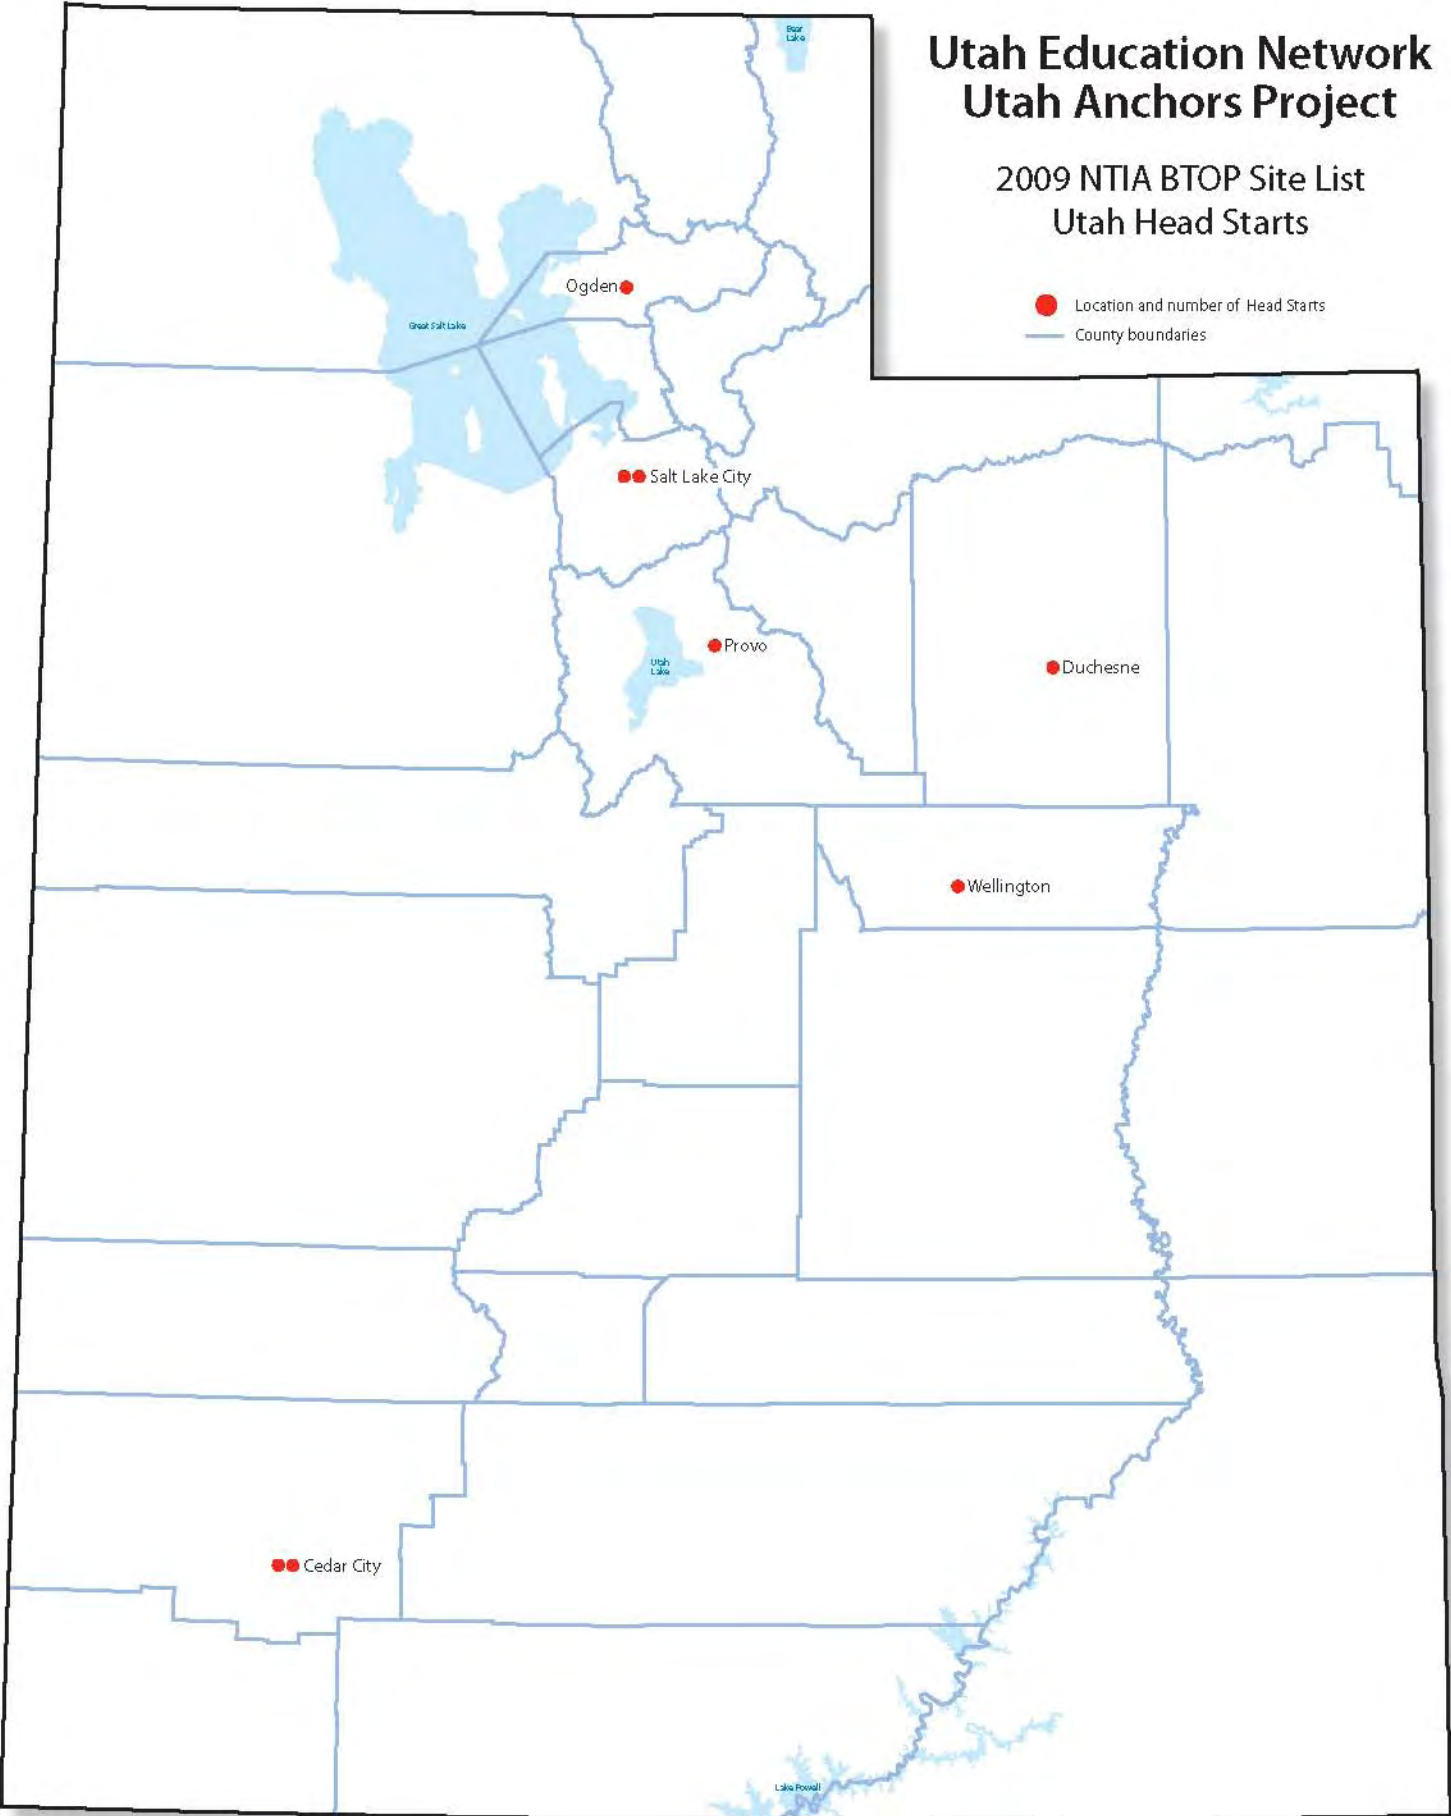 Bear
Lake
Utah Education Network
Utah Anchors Project
2009 NTIA BTOP Site List
Utah Head Starts
Location and number of Head Starts
County boundaries
Ogden
Great Salt Lake
Salt Lake City
Provo
Utah
Lake
Duchesne
Wellington
Cedar City
Lake Powell